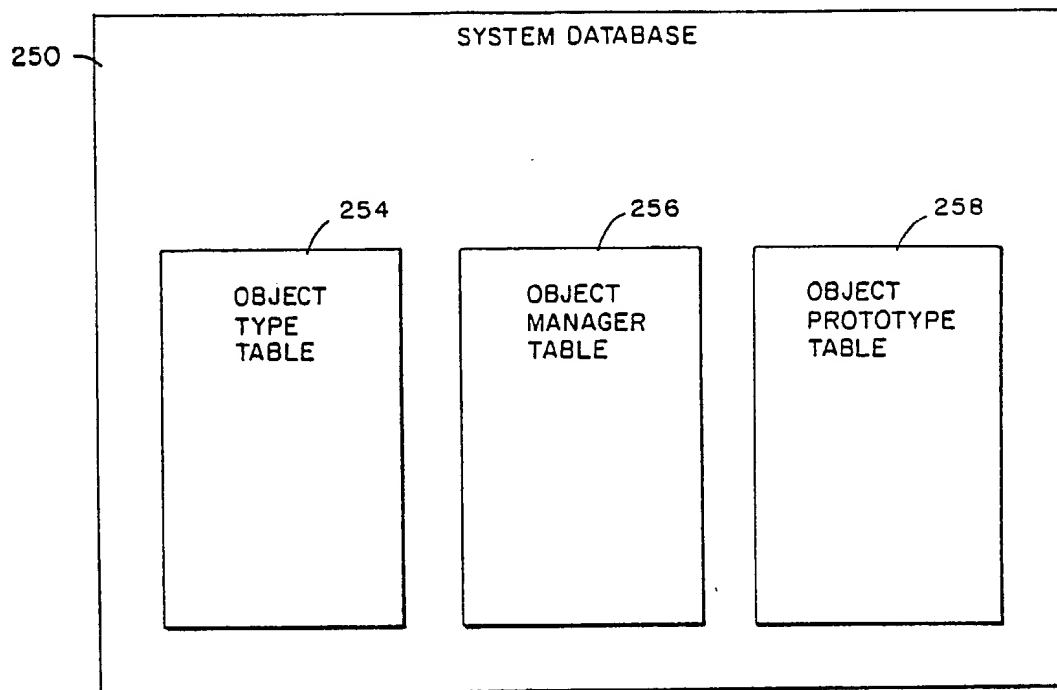 SYSTEM DATABASE
250
254
256
258
OBJECT
TYPE
TABLE
OBJECT
MANAGER
TABLE
OBJECT
PROTOTYPE
TABLE